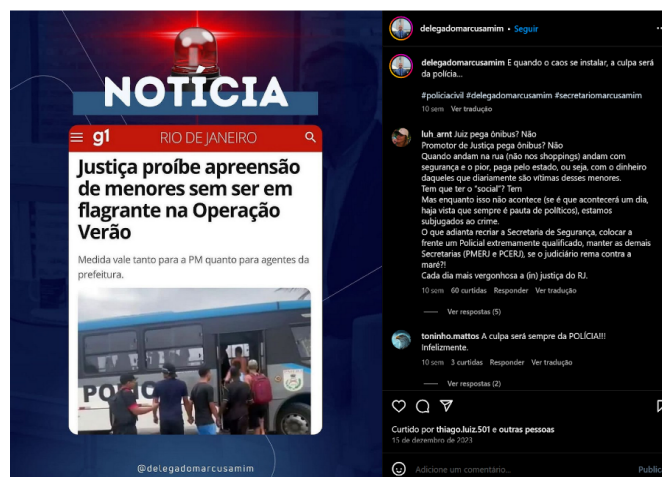 NOTÍCIA
g1 RIO DE JANEIRO
Justiça proíbe apreensão
de menores sem ser em
flagrante na Operação
Verão
Medida vale tanto para a PM quanto para agentes da
prefeitura.
@delegadomarcusamim
delegadomarcusamim • Seguir
delegadomarcusamim E quando o caos se instalar, a culpa será
da polícia...
#policiacivil #delegadomarcusamim #secretariomarcusamim
10 sem Ver tradução
luh_arnt Juiz pega ônibus? Não
Promotor de Justiça pega ônibus? Não
Quando andam na rua (não nos shoppings) andam com
segurança e o pior, paga pelo estado, ou seja, com o dinheiro
daqueles que diariamente são vítimas desses menores.
Tem que ter o "social"? Tem
Mas enquanto isso não acontece (se é que acontecerá um dia,
haja vista que sempre é pauta de políticos), estamos
subjugados ao crime.
O que adianta recriar a Secretaria de Segurança, colocar a
frente um Policial extremamente qualificado, manter as demais
Secretarias (PMERJ e PCERJ), se o judiciário rema contra a
maré?!
Cada dia mais vergonhosa a (in) justiça do RJ.
10 sem 60 curtidas Responder Ver tradução
Ver respostas (5)
toninho.mattos A culpa será sempre da POLÍCIA!!!
Infelizmente.
10 sem 3 curtidas Responder Ver tradução
Ver respostas (2)
Curtido por thiago.luiz.501 e outras pessoas
15 de dezembro de 2023
Adicione um comentário...